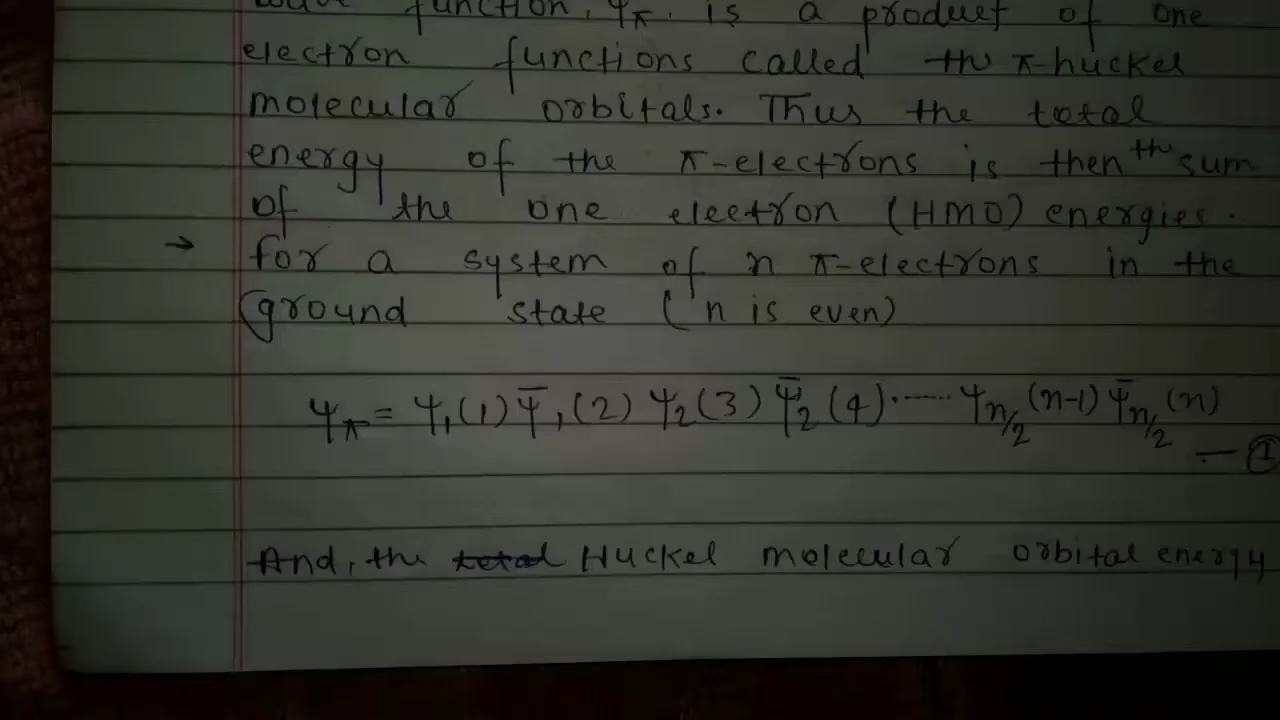 wave function, ψπ. is a product of one
electron functions called the π-huckel
molecular orbitals. Thus the total
energy of the π-electrons is then the sum
of the one electron (HMO) energies.
→ for a system of n π-electrons in the
Ground state (n is even)
ψπ = ψ₁(1) ψ̄₁(2) ψ₂(3) ψ̄₂(4)...... ψn/2(n-1) ψ̄n/2(n)
— ①
And, the total Huckel molecular orbital energy